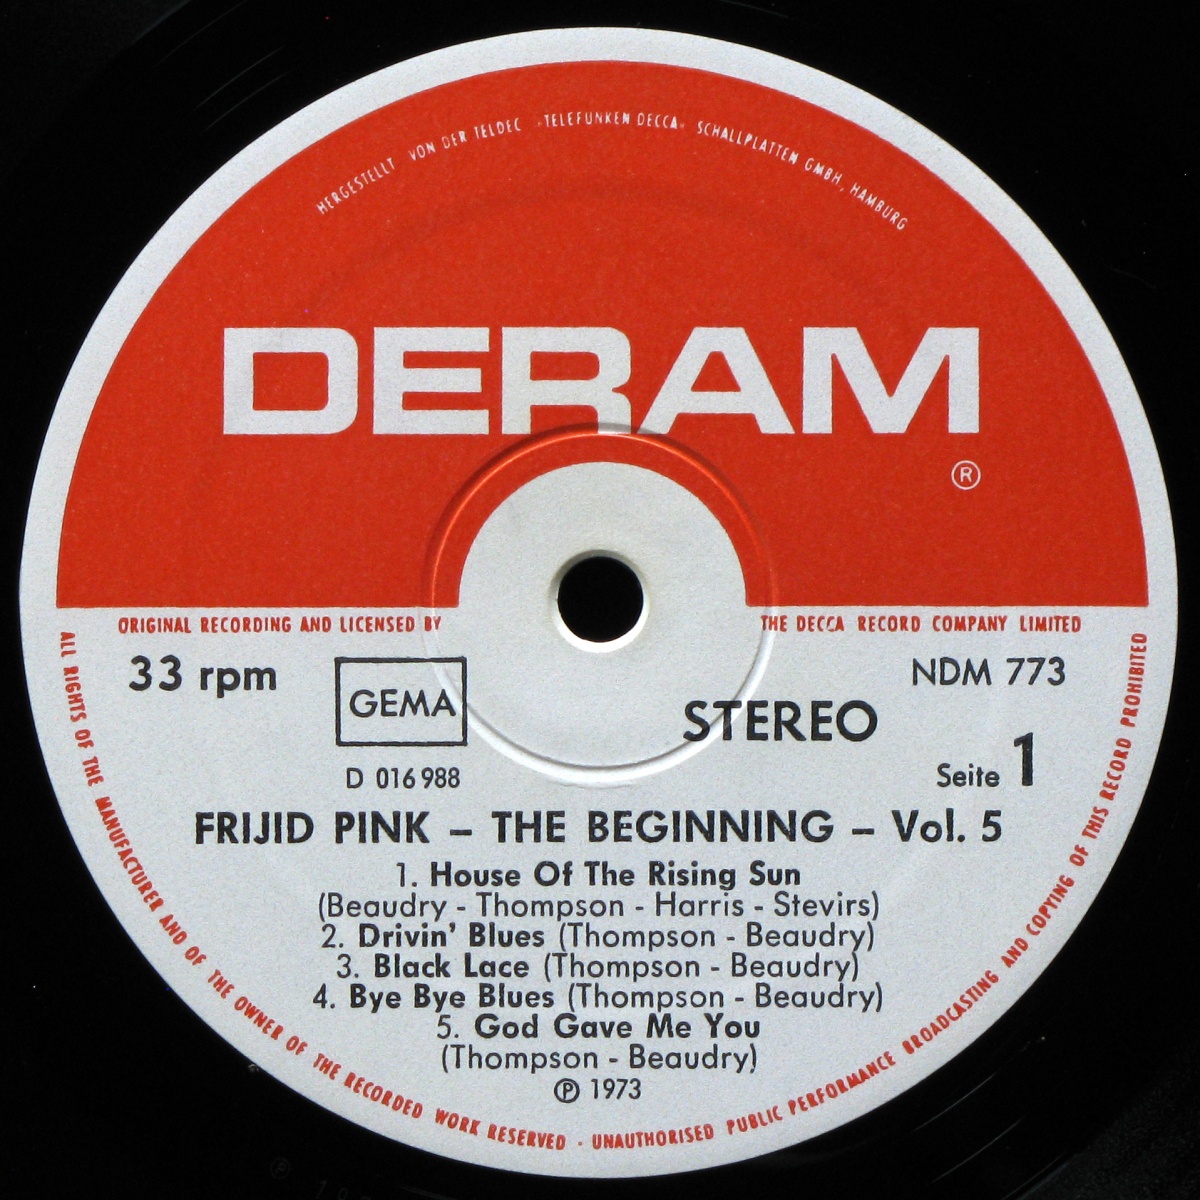 HERGESTELLT VON DER TELDEC »TELEFUNKEN DECCA« SCHALLPLATTEN GMBH, HAMBURG
DERAM
®
ORIGINAL RECORDING AND LICENSED BY THE DECCA RECORD COMPANY LIMITED
33 rpm
GEMA
NDM 773
STEREO
D 016 988
Seite 1
FRIJID PINK – THE BEGINNING – Vol. 5
1. House Of The Rising Sun
(Beaudry - Thompson - Harris - Stevirs)
2. Drivin' Blues (Thompson - Beaudry)
3. Black Lace (Thompson - Beaudry)
4. Bye Bye Blues (Thompson - Beaudry)
5. God Gave Me You
(Thompson - Beaudry)
℗ 1973
ALL RIGHTS OF THE MANUFACTURER AND OF THE OWNER OF THE RECORDED WORK RESERVED · UNAUTHORISED PUBLIC PERFORMANCE BROADCASTING AND COPYING OF THIS RECORD PROHIBITED